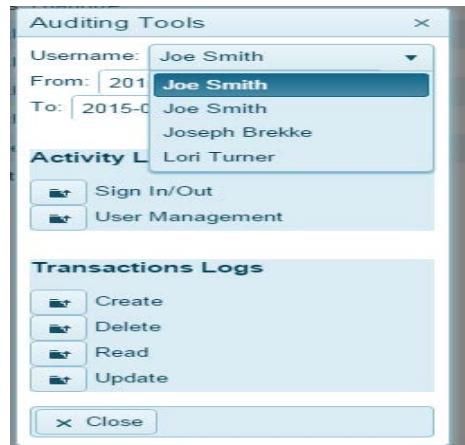 Auditing Tools ×
Username: Joe Smith
From: 201
Joe Smith
To: 2015-0
Joe Smith
Joseph Brekke
Lori Turner
Activity L
Sign In/Out
User Management
Transactions Logs
Create
Delete
Read
Update
× Close